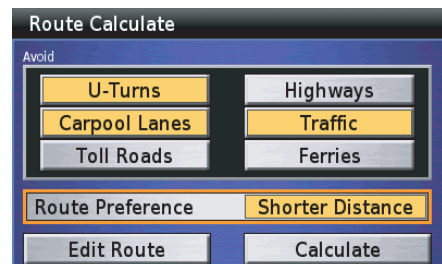 Route Calculate
Avoid
U-Turns Highways
Carpool Lanes Traffic
Toll Roads Ferries
Route Preference Shorter Distance
Edit Route Calculate